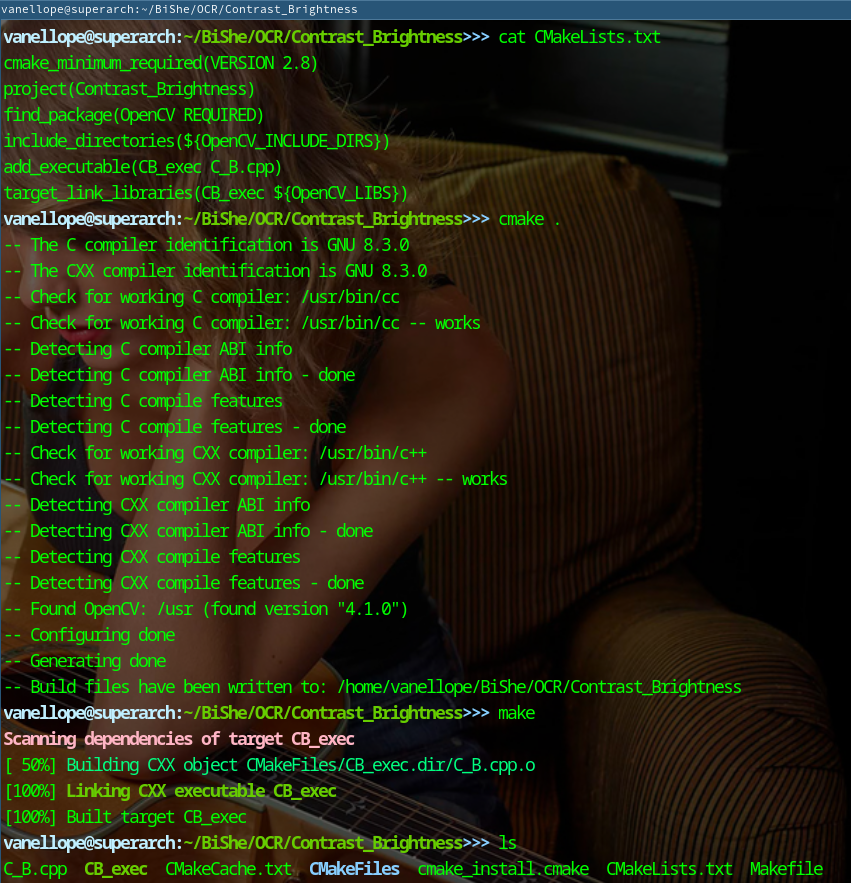 vanellope@superarch:~/BiShe/OCR/Contrast_Brightness
vanellope@superarch:~/BiShe/OCR/Contrast_Brightness>>> cat CMakeLists.txt
cmake_minimum_required(VERSION 2.8)
project(Contrast_Brightness)
find_package(OpenCV REQUIRED)
include_directories(${OpenCV_INCLUDE_DIRS})
add_executable(CB_exec C_B.cpp)
target_link_libraries(CB_exec ${OpenCV_LIBS})
vanellope@superarch:~/BiShe/OCR/Contrast_Brightness>>> cmake .
-- The C compiler identification is GNU 8.3.0
-- The CXX compiler identification is GNU 8.3.0
-- Check for working C compiler: /usr/bin/cc
-- Check for working C compiler: /usr/bin/cc -- works
-- Detecting C compiler ABI info
-- Detecting C compiler ABI info - done
-- Detecting C compile features
-- Detecting C compile features - done
-- Check for working CXX compiler: /usr/bin/c++
-- Check for working CXX compiler: /usr/bin/c++ -- works
-- Detecting CXX compiler ABI info
-- Detecting CXX compiler ABI info - done
-- Detecting CXX compile features
-- Detecting CXX compile features - done
-- Found OpenCV: /usr (found version "4.1.0")
-- Configuring done
-- Generating done
-- Build files have been written to: /home/vanellope/BiShe/OCR/Contrast_Brightness
vanellope@superarch:~/BiShe/OCR/Contrast_Brightness>>> make
Scanning dependencies of target CB_exec
[ 50%] Building CXX object CMakeFiles/CB_exec.dir/C_B.cpp.o
[100%] Linking CXX executable CB_exec
[100%] Built target CB_exec
vanellope@superarch:~/BiShe/OCR/Contrast_Brightness>>> ls
C_B.cpp  CB_exec  CMakeCache.txt  CMakeFiles  cmake_install.cmake  CMakeLists.txt  Makefile